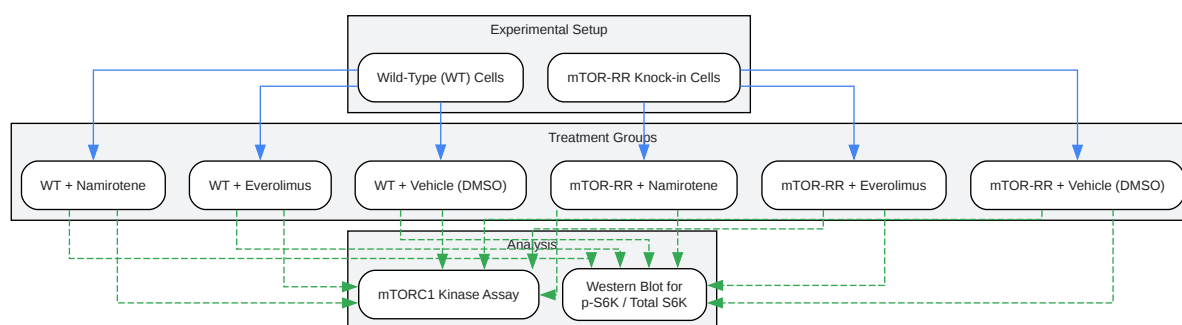 Experimental Setup
Wild-Type (WT) Cells
mTOR-RR Knock-in Cells
Treatment Groups
WT + Namirotene
WT + Everolimus
WT + Vehicle (DMSO)
mTOR-RR + Namirotene
mTOR-RR + Everolimus
mTOR-RR + Vehicle (DMSO)
Analysis
mTORC1 Kinase Assay
Western Blot for
p-S6K / Total S6K